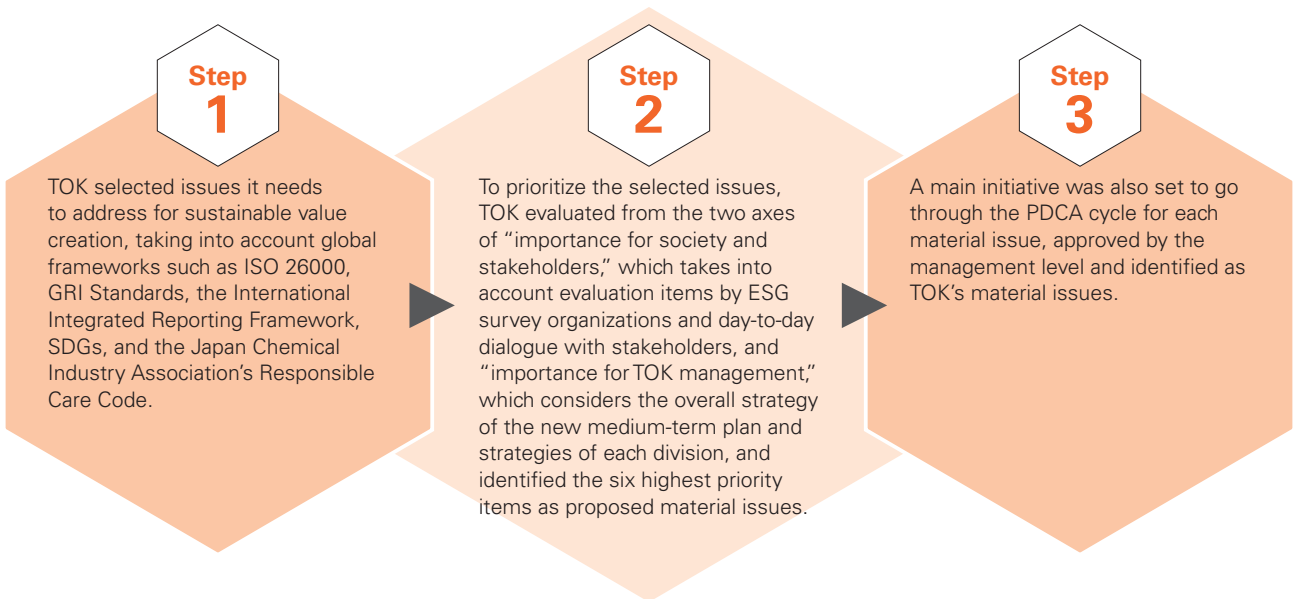 Step
1
TOK selected issues it needs
to address for sustainable value
creation, taking into account global
frameworks such as ISO 26000,
GRI Standards, the International
Integrated Reporting Framework,
SDGs, and the Japan Chemical
Industry Association's Responsible
Care Code.
Step
2
To prioritize the selected issues,
TOK evaluated from the two axes
of “importance for society and
stakeholders,” which takes into
account evaluation items by ESG
survey organizations and day-to-day
dialogue with stakeholders, and
“importance for TOK management,”
which considers the overall strategy
of the new medium-term plan and
strategies of each division, and
identified the six highest priority
items as proposed material issues.
Step
3
A main initiative was also set to go
through the PDCA cycle for each
material issue, approved by the
management level and identified as
TOK's material issues.